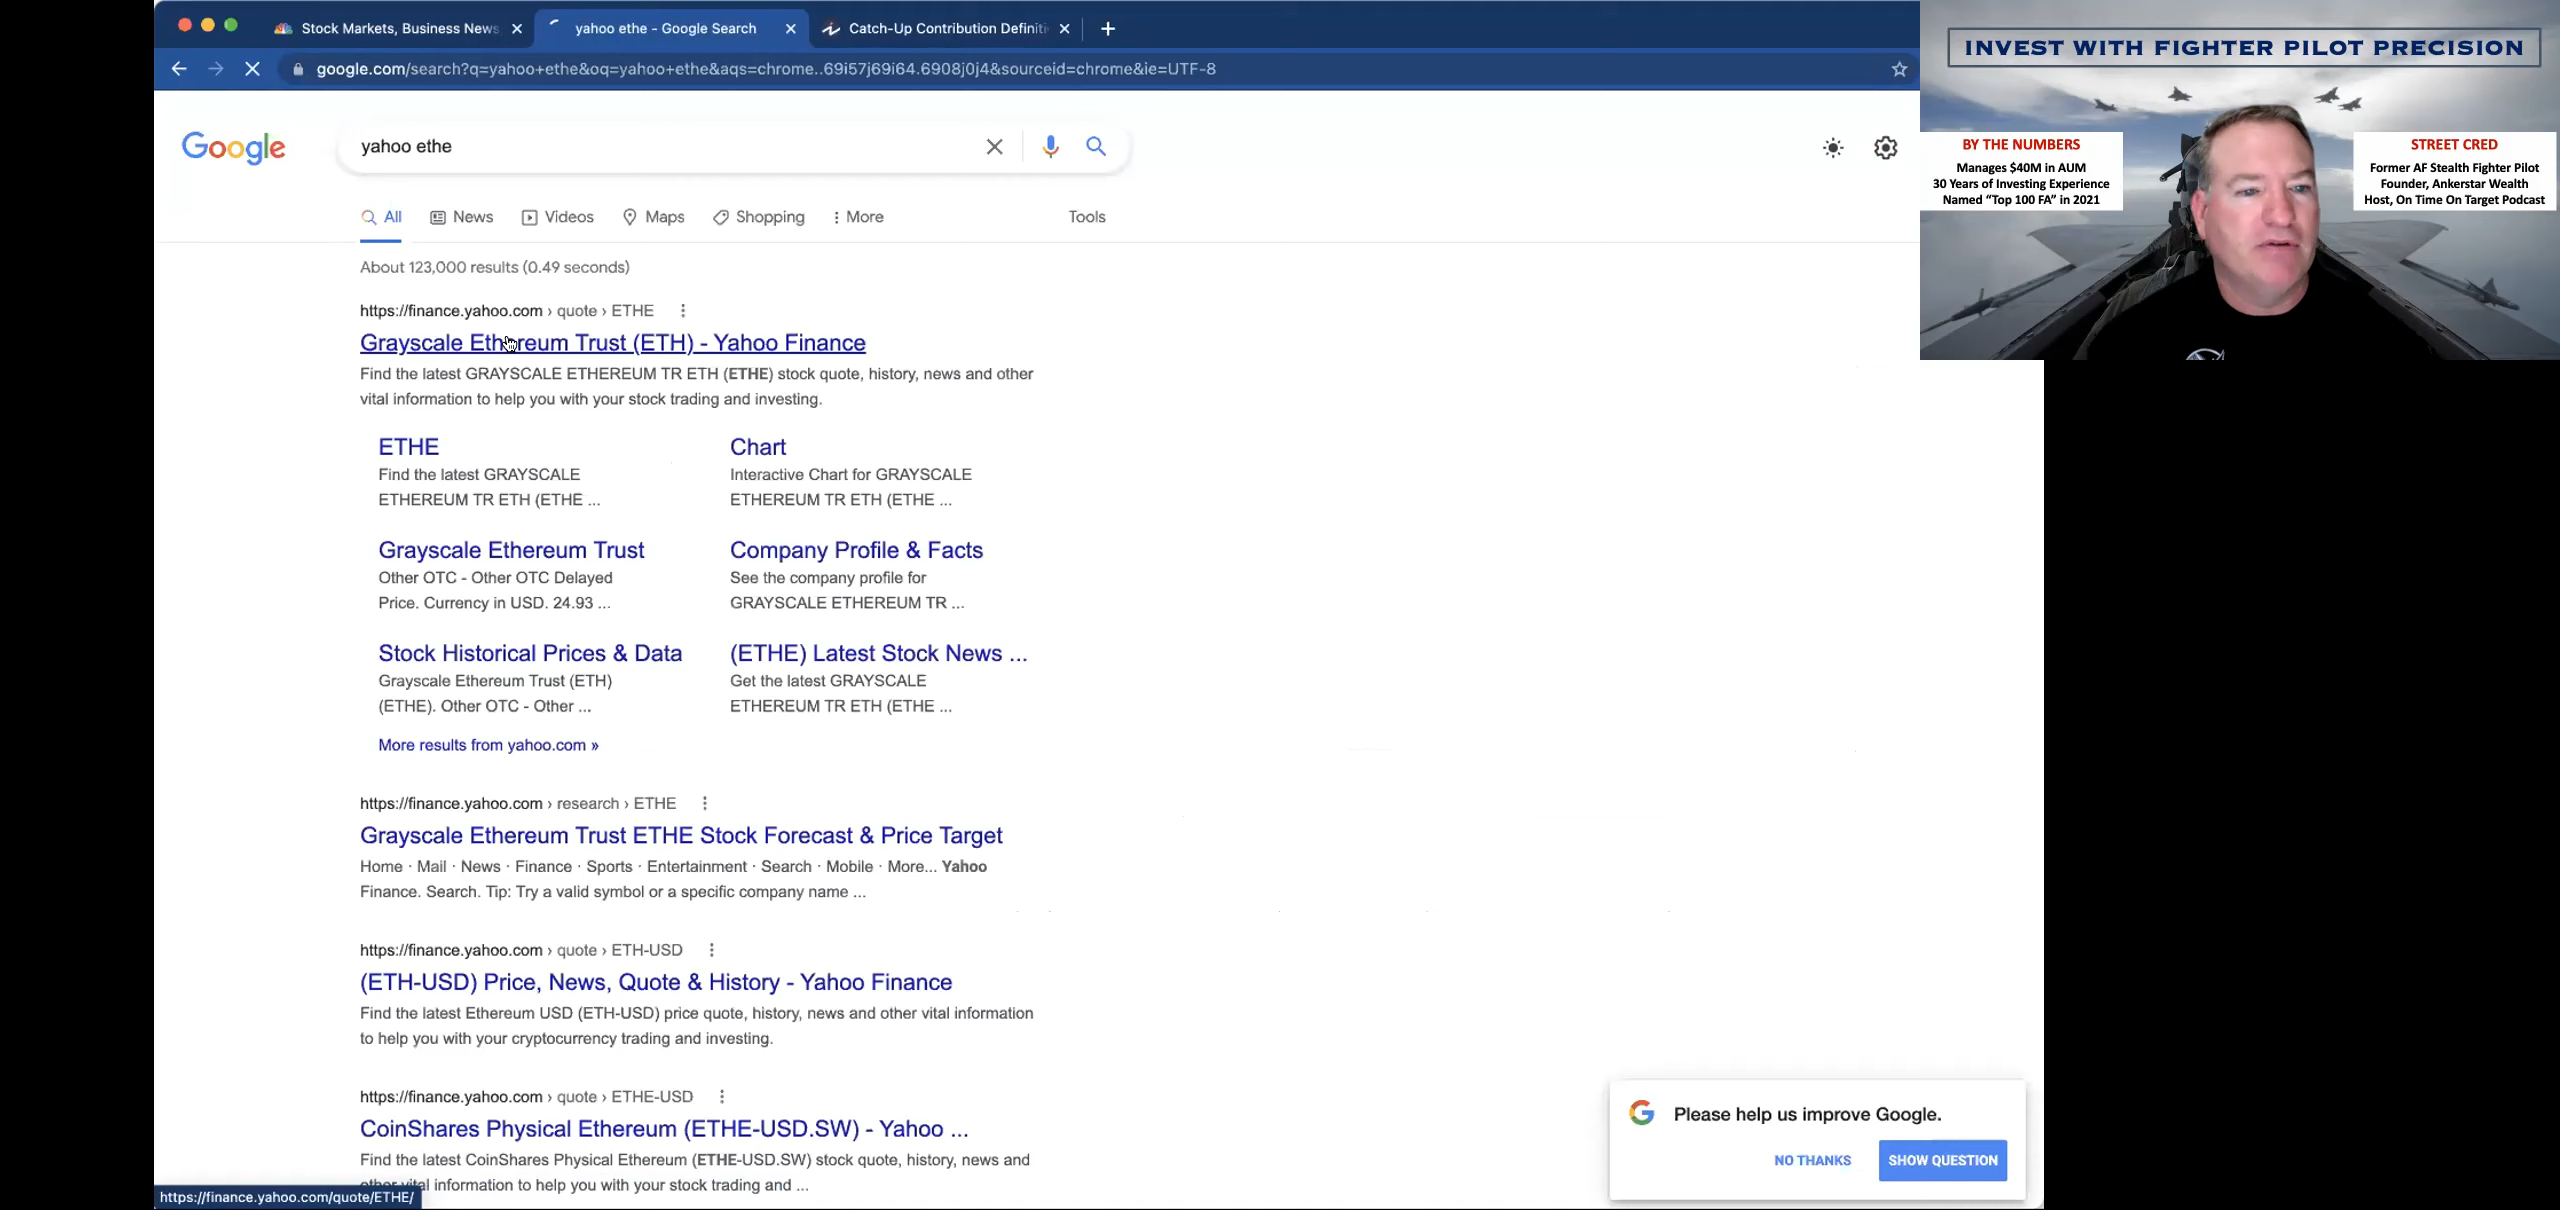 Stock Markets, Business News
yahoo ethe - Google Search
Catch-Up Contribution Definiti
google.com/search?q=yahoo+ethe&oq=yahoo+ethe&aqs=chrome..69i57j69i64.6908j0j4&sourceid=chrome&ie=UTF-8
INVEST WITH FIGHTER PILOT PRECISION
BY THE NUMBERS
Manages $40M in AUM
30 Years of Investing Experience
Named “Top 100 FA” in 2021
STREET CRED
Former AF Stealth Fighter Pilot
Founder, Ankerstar Wealth
Host, On Time On Target Podcast
Google
yahoo ethe
All
News
Videos
Maps
Shopping
More
Tools
About 123,000 results (0.49 seconds)
https://finance.yahoo.com › quote › ETHE
Grayscale Ethereum Trust (ETH) - Yahoo Finance
Find the latest GRAYSCALE ETHEREUM TR ETH (ETHE) stock quote, history, news and other
vital information to help you with your stock trading and investing.
ETHE
Find the latest GRAYSCALE
ETHEREUM TR ETH (ETHE ...
Chart
Interactive Chart for GRAYSCALE
ETHEREUM TR ETH (ETHE ...
Grayscale Ethereum Trust
Other OTC - Other OTC Delayed
Price. Currency in USD. 24.93 ...
Company Profile & Facts
See the company profile for
GRAYSCALE ETHEREUM TR ...
Stock Historical Prices & Data
Grayscale Ethereum Trust (ETH)
(ETHE). Other OTC - Other ...
(ETHE) Latest Stock News ...
Get the latest GRAYSCALE
ETHEREUM TR ETH (ETHE ...
More results from yahoo.com »
https://finance.yahoo.com › research › ETHE
Grayscale Ethereum Trust ETHE Stock Forecast & Price Target
Home · Mail · News · Finance · Sports · Entertainment · Search · Mobile · More... Yahoo
Finance. Search. Tip: Try a valid symbol or a specific company name ...
https://finance.yahoo.com › quote › ETH-USD
(ETH-USD) Price, News, Quote & History - Yahoo Finance
Find the latest Ethereum USD (ETH-USD) price quote, history, news and other vital information
to help you with your cryptocurrency trading and investing.
https://finance.yahoo.com › quote › ETHE-USD
CoinShares Physical Ethereum (ETHE-USD.SW) - Yahoo ...
Find the latest CoinShares Physical Ethereum (ETHE-USD.SW) stock quote, history, news and
other vital information to help you with your stock trading and ...
https://finance.yahoo.com/quote/ETHE/
Please help us improve Google.
NO THANKS
SHOW QUESTION